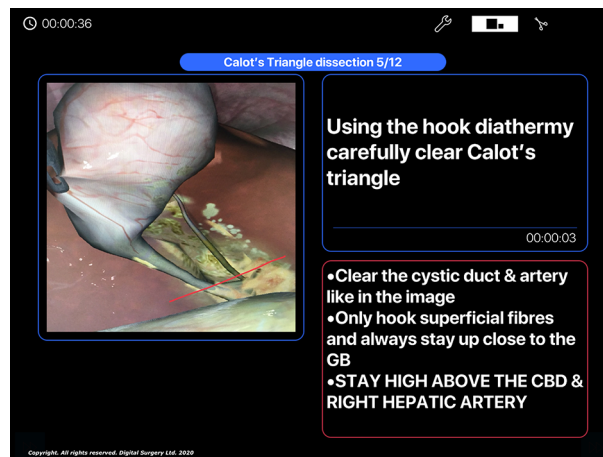 00:00:36
Calot's Triangle dissection 5/12
Using the hook diathermy
carefully clear Calot's
triangle
00:00:03
•Clear the cystic duct & artery
like in the image
•Only hook superficial fibres
and always stay up close to the
GB
•STAY HIGH ABOVE THE CBD &
RIGHT HEPATIC ARTERY
Copyright. All rights reserved. Digital Surgery Ltd. 2020